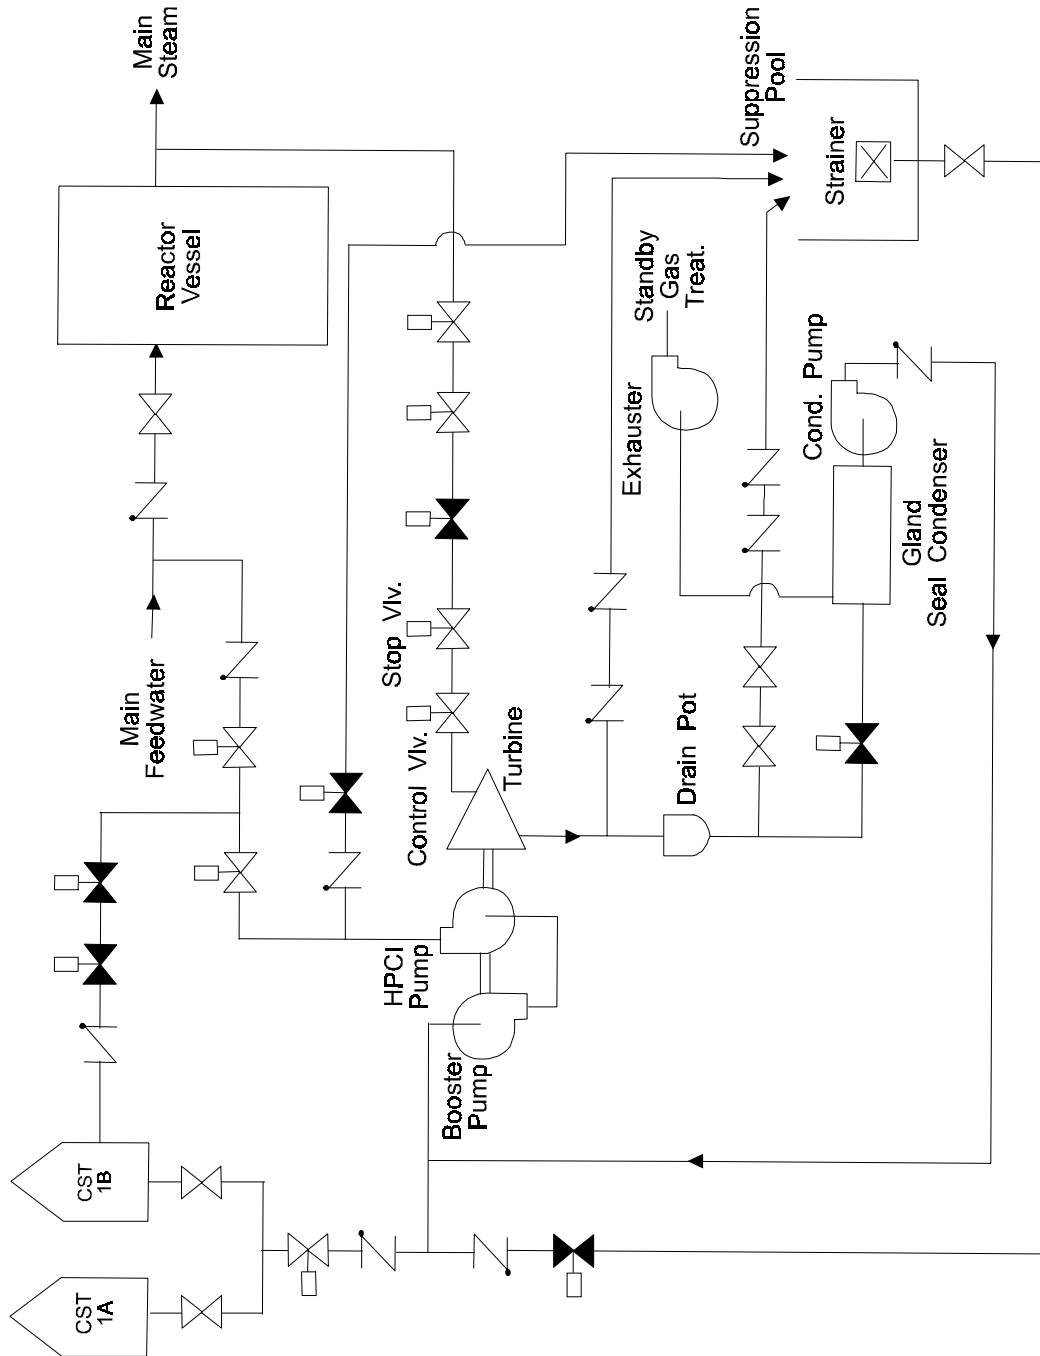 Main
Steam
Reactor
Vessel
Suppression
Pool
Strainer
Standby
Gas
Treat.
Exhauster
Cond. Pump
Gland
Seal Condenser
Main
Feedwater
Stop Vlv.
Control Vlv.
Turbine
Drain Pot
HPCI
Pump
Booster
Pump
CST
1B
CST
1A